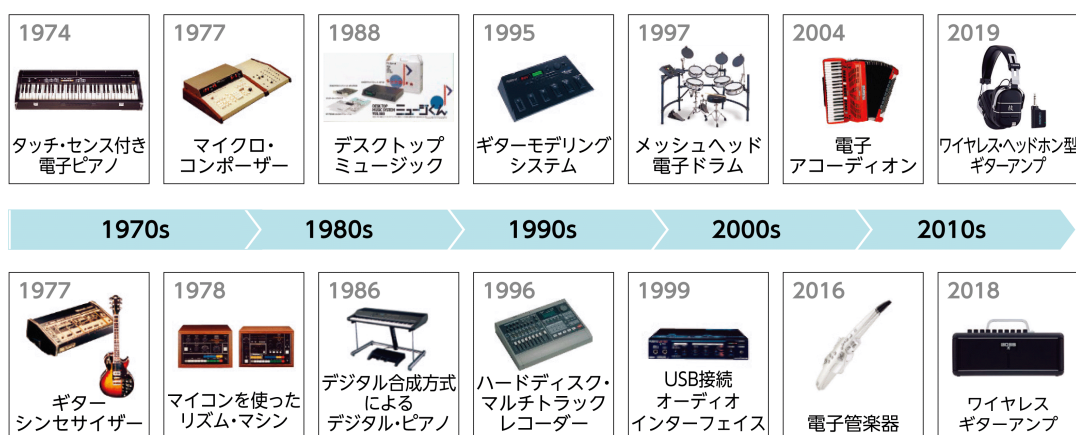 1974
タッチ・センス付き
電子ピアノ
1977
マイクロ・
コンポーザー
1988
ミュージくん
デスクトップ
ミュージック
1995
ギターモデリング
システム
1997
メッシュヘッド
電子ドラム
2004
電子
アコーディオン
2019
ワイヤレス・ヘッドホン型
ギターアンプ
1970s
1980s
1990s
2000s
2010s
1977
ギター
シンセサイザー
1978
マイコンを使った
リズム・マシン
1986
デジタル合成方式
による
デジタル・ピアノ
1996
ハードディスク・
マルチトラック
レコーダー
1999
USB接続
オーディオ
インターフェイス
2016
電子管楽器
2018
BOSS
ワイヤレス
ギターアンプ